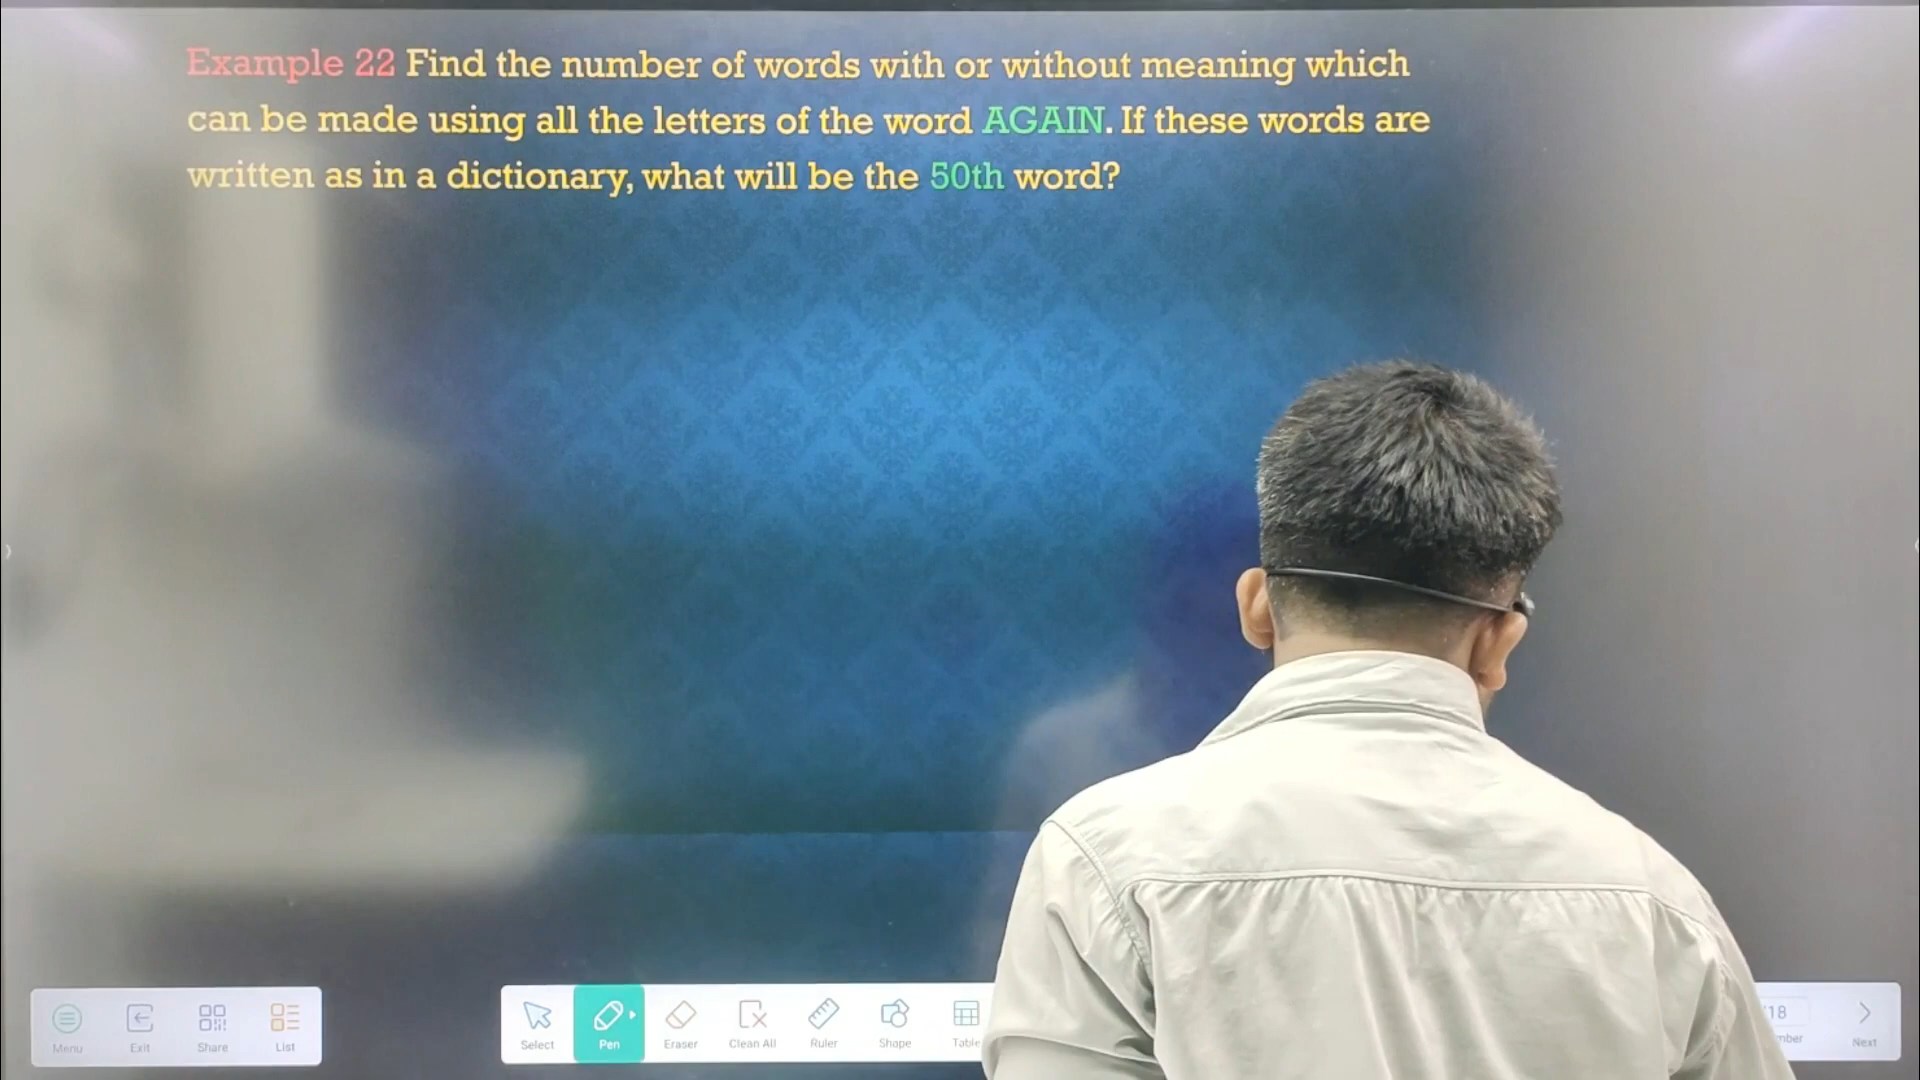 Example 22 Find the number of words with or without meaning which
can be made using all the letters of the word AGAIN. If these words are
written as in a dictionary, what will be the 50th word?
Menu Exit Share List Select Pen Eraser Clean All Ruler Shape Table Next
18